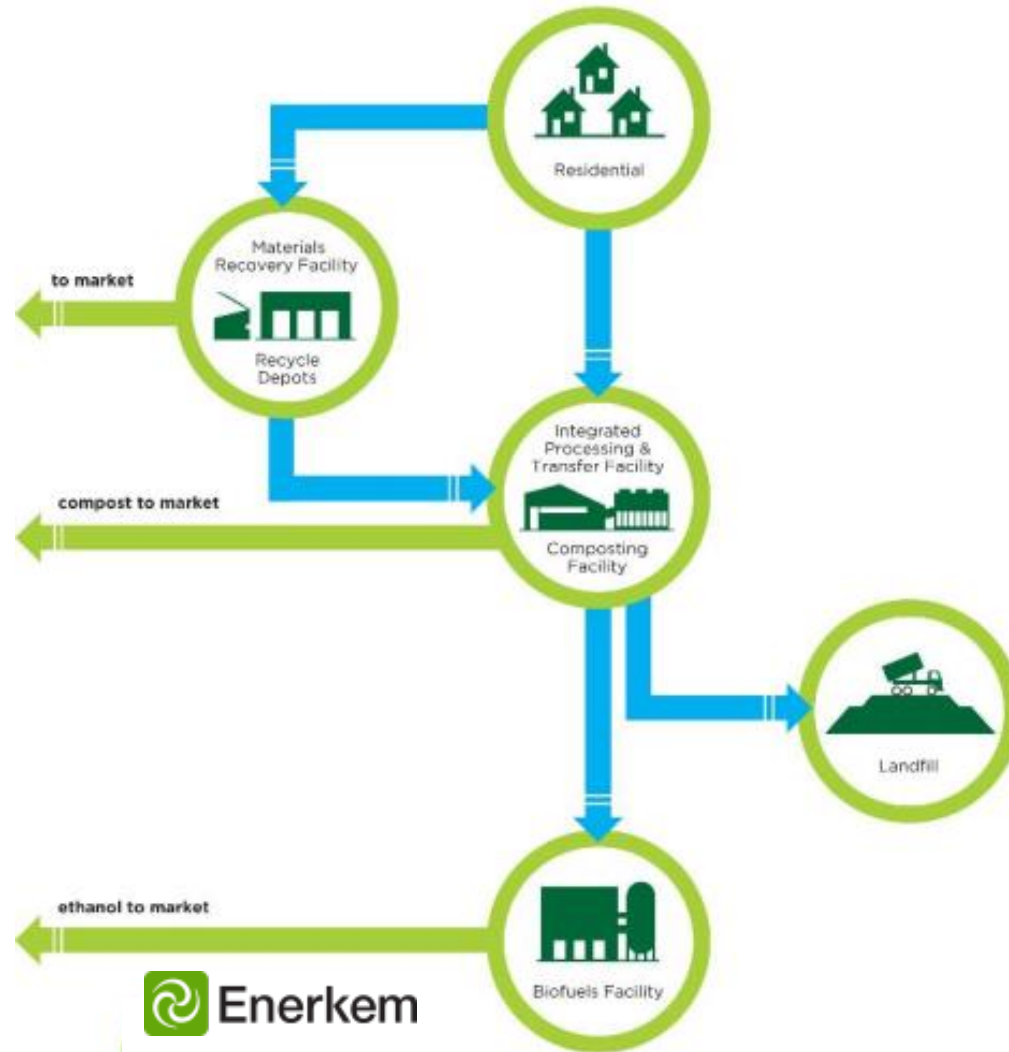 Residential
Materials
Recovery Facility
to market
Recycle
Depots
Integrated
Processing &
Transfer Facility
compost to market
Composting
Facility
Landfill
ethanol to market
Biofuels Facility
Enerkem